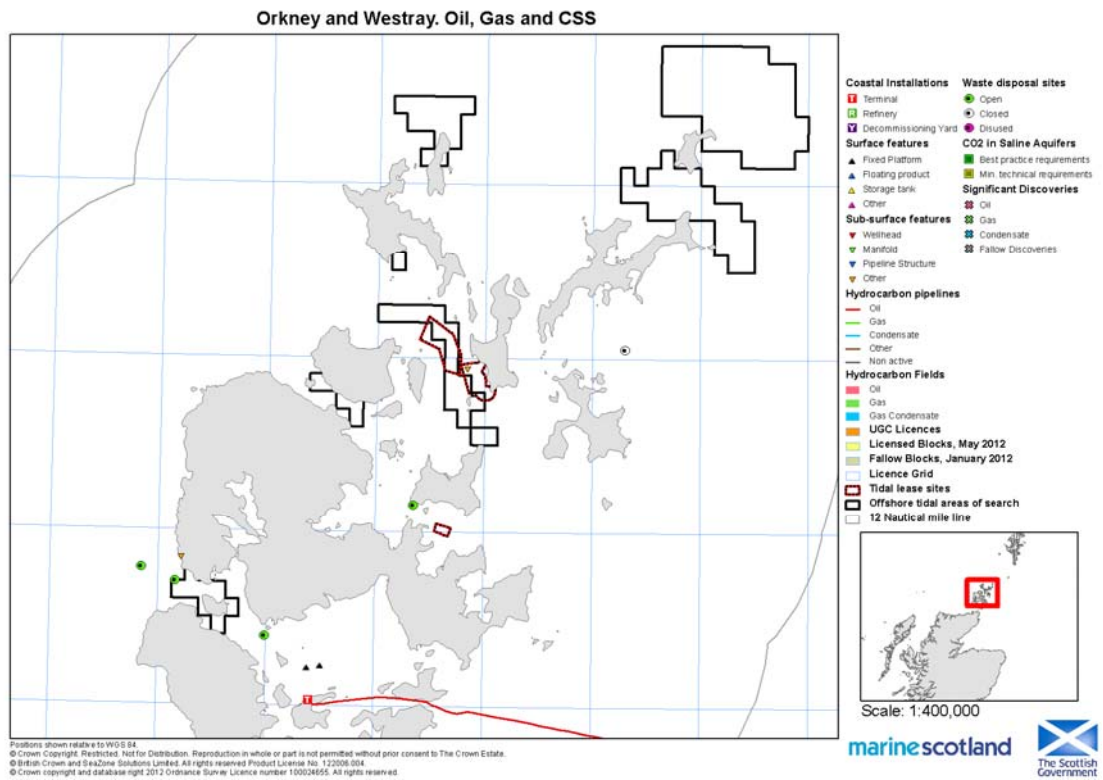 Orkney and Westray. Oil, Gas and CSS
Coastal Installations
T Terminal
R Refinery
Y Decommissioning Yard
Surface features
Fixed Platform
Floating product
Storage tank
Other
Sub-surface features
Wellhead
Manifold
Pipeline Structure
Other
Hydrocarbon pipelines
Oil
Gas
Condensate
Other
Non active
Hydrocarbon Fields
Oil
Gas
Gas Condensate
UGC Licences
Licensed Blocks, May 2012
Fallow Blocks, January 2012
Licence Grid
Tidal lease sites
Offshore tidal areas of search
12 Nautical mile line
Waste disposal sites
Open
Closed
Disused
CO2 in Saline Aquifers
Best practice requirements
Min. technical requirements
Significant Discoveries
Oil
Gas
Condensate
Fallow Discoveries
T
Scale: 1:400,000
marinescotland
The Scottish
Government
Positions shown relative to WGS 84.
© Crown Copyright. Restricted. Not for Distribution. Reproduction in whole or part is not permitted without prior consent to The Crown Estate.
© British Crown and SeaZone Solutions Limited. All rights reserved Product License No. 122006.004.
© Crown copyright and database right 2012 Ordnance Survey Licence number 100024655. All rights reserved.